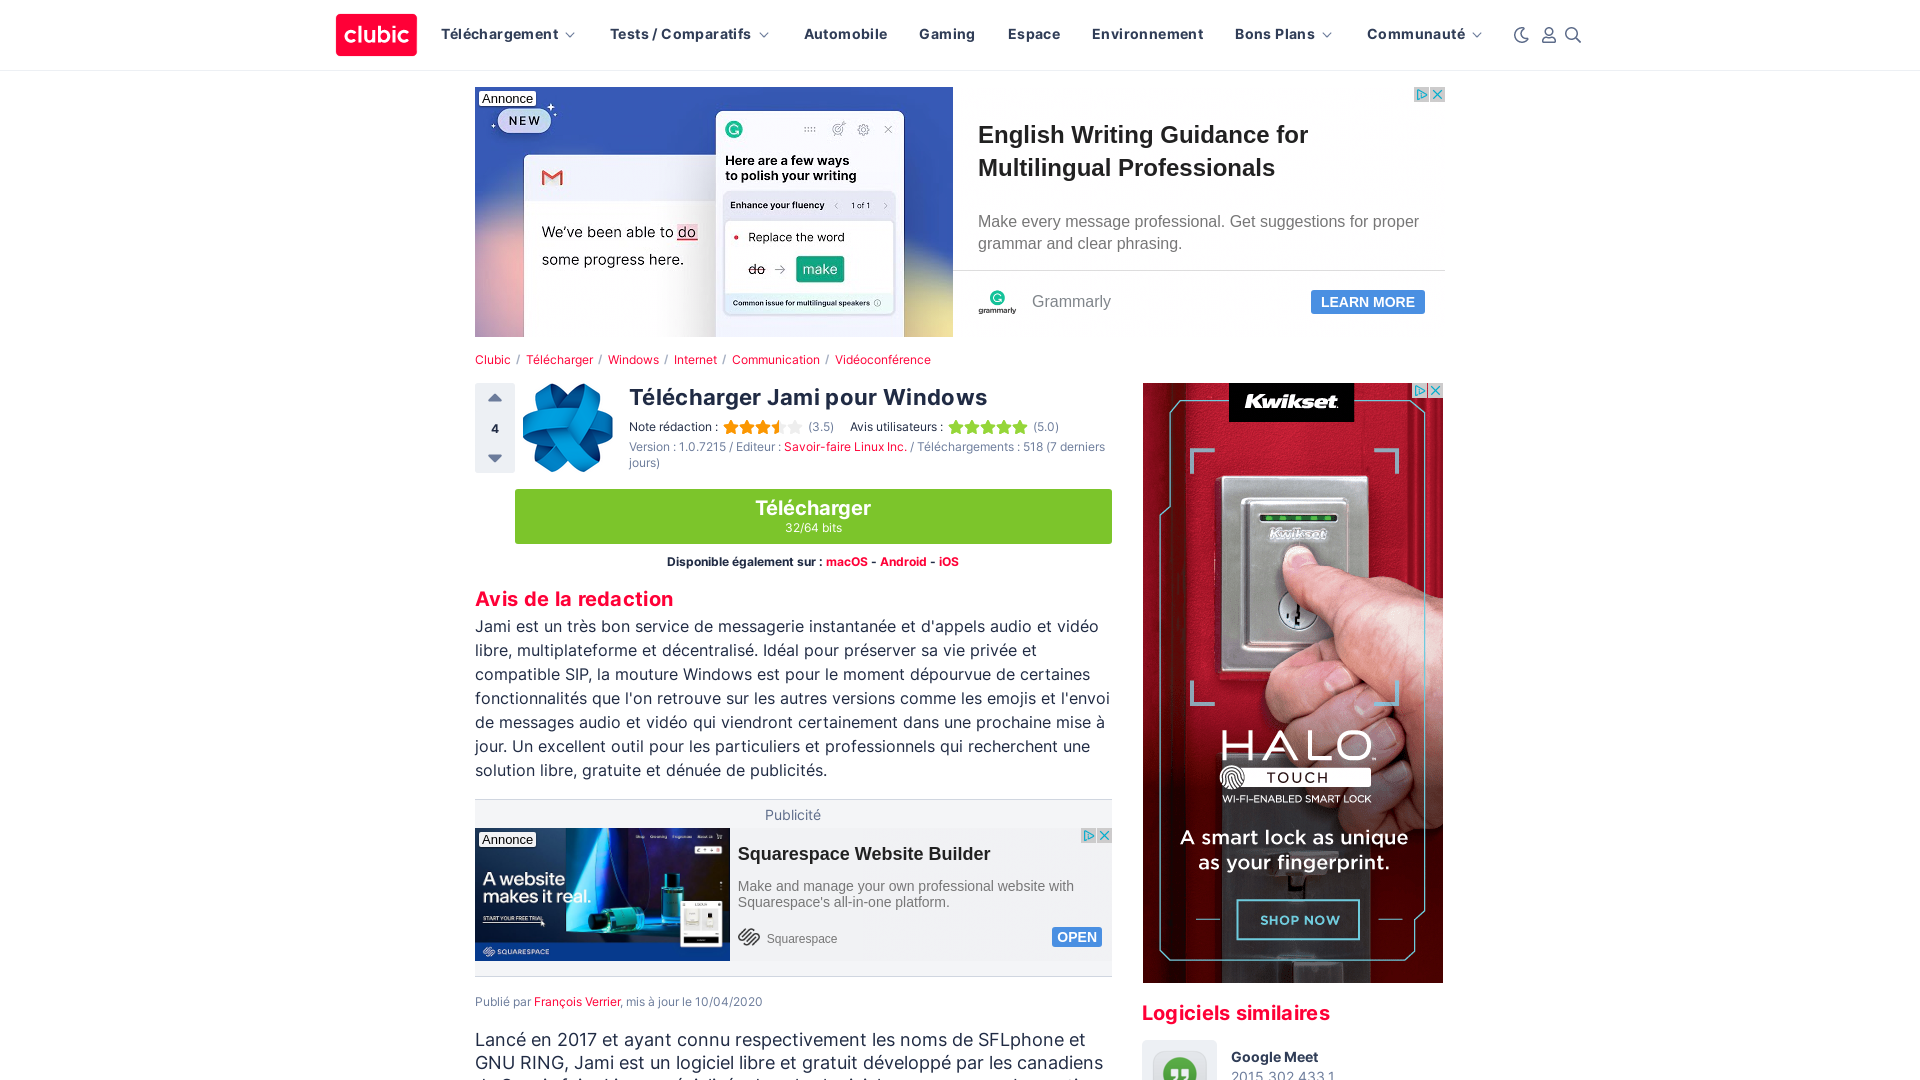 clubic
Téléchargement
Tests / Comparatifs
Automobile
Gaming
Espace
Environnement
Bons Plans
Communauté
Annonce
NEW
We've been able to do
some progress here.
Here are a few ways
to polish your writing
Enhance your fluency
1 of 1
Replace the word
do → make
Common issue for multilingual speakers
English Writing Guidance for
Multilingual Professionals
Make every message professional. Get suggestions for proper
grammar and clear phrasing.
grammarly
Grammarly
LEARN MORE
Clubic / Télécharger / Windows / Internet / Communication / Vidéoconférence
4
Télécharger Jami pour Windows
Note rédaction : (3.5) Avis utilisateurs : (5.0)
Version : 1.0.7215 / Editeur : Savoir-faire Linux Inc. / Téléchargements : 518 (7 derniers
jours)
Télécharger
32/64 bits
Disponible également sur : macOS - Android - iOS
Avis de la redaction
Jami est un très bon service de messagerie instantanée et d'appels audio et vidéo
libre, multiplateforme et décentralisé. Idéal pour préserver sa vie privée et
compatible SIP, la mouture Windows est pour le moment dépourvue de certaines
fonctionnalités que l'on retrouve sur les autres versions comme les emojis et l'envoi
de messages audio et vidéo qui viendront certainement dans une prochaine mise à
jour. Un excellent outil pour les particuliers et professionnels qui recherchent une
solution libre, gratuite et dénuée de publicités.
Publicité
Annonce
A website
makes it real.
START YOUR FREE TRIAL
SQUARESPACE
Squarespace Website Builder
Make and manage your own professional website with
Squarespace's all-in-one platform.
Squarespace
OPEN
Publié par François Verrier, mis à jour le 10/04/2020
Lancé en 2017 et ayant connu respectivement les noms de SFLphone et
GNU RING, Jami est un logiciel libre et gratuit développé par les canadiens
Kwikset
Kwikset
HALO
TOUCH
WI-FI-ENABLED SMART LOCK
A smart lock as unique
as your fingerprint.
SHOP NOW
Logiciels similaires
Google Meet
2015.302.433.1